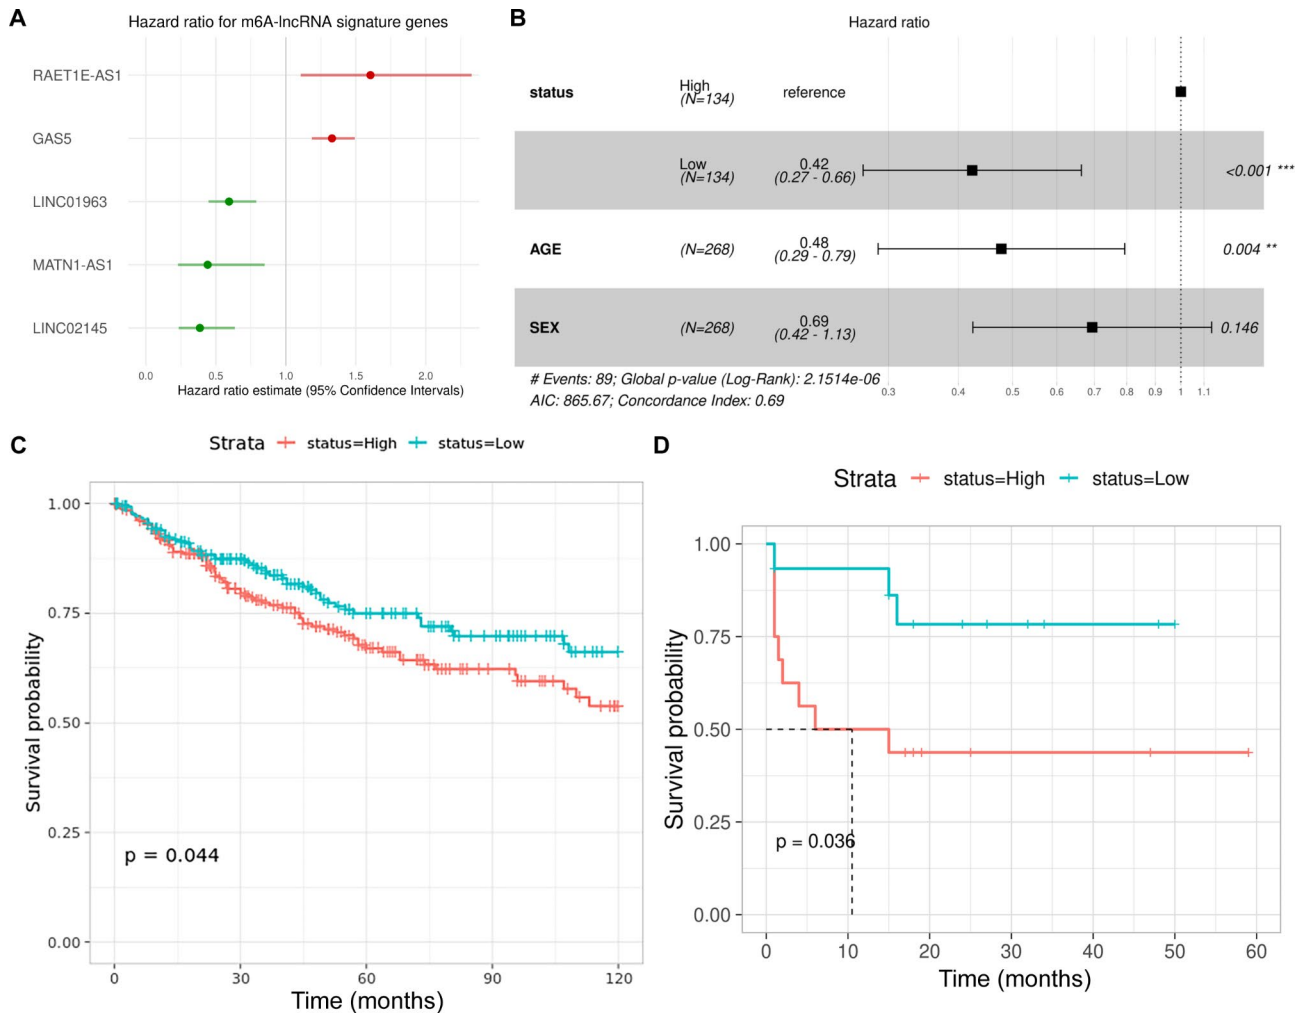 A
Hazard ratio for m6A-lncRNA signature genes
RAET1E-AS1
GAS5
LINC01963
MATN1-AS1
LINC02145
0.0 0.5 1.0 1.5 2.0
Hazard ratio estimate (95% Confidence Intervals)
B
Hazard ratio
status High (N=134) reference
Low (N=134) 0.42 (0.27 - 0.66) <0.001 ***
AGE (N=268) 0.48 (0.29 - 0.79) 0.004 **
SEX (N=268) 0.69 (0.42 - 1.13) 0.146
# Events: 89; Global p-value (Log-Rank): 2.1514e-06
AIC: 865.67; Concordance Index: 0.69
0.3 0.4 0.5 0.6 0.7 0.8 0.9 1 1.1
C
Strata status=High status=Low
Survival probability
1.00
0.75
0.50
0.25
0.00
p = 0.044
0 30 60 90 120
Time (months)
D
Strata status=High status=Low
Survival probability
1.00
0.75
0.50
0.25
0.00
p = 0.036
0 10 20 30 40 50 60
Time (months)